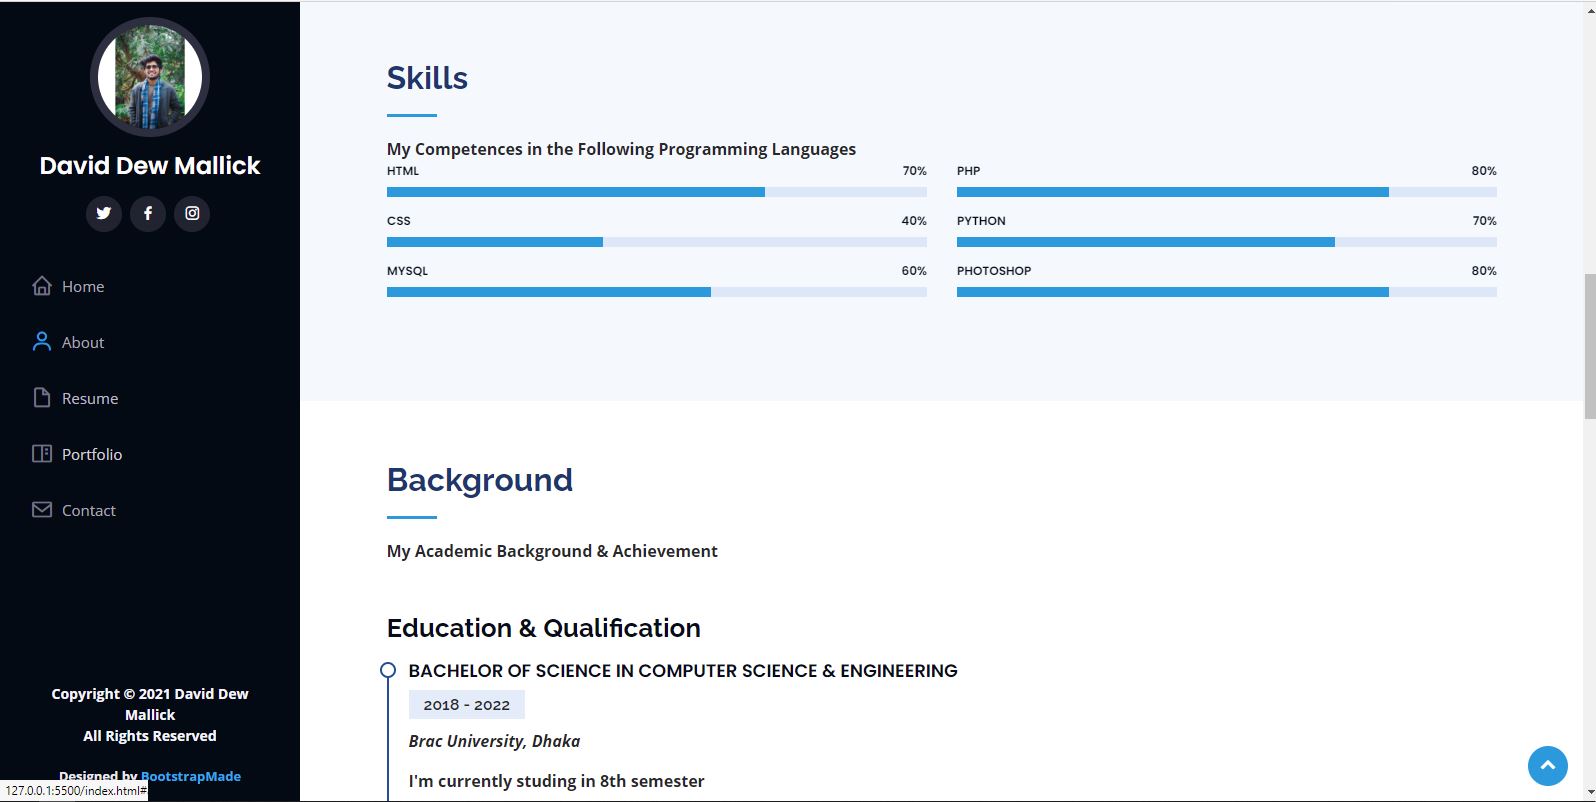 David Dew Mallick
Home
About
Resume
Portfolio
Contact
Copyright © 2021 David Dew
Mallick
All Rights Reserved
Designed by BootstrapMade
127.0.0.1:5500/index.html#
Skills
My Competences in the Following Programming Languages
HTML 70%
PHP 80%
CSS 40%
PYTHON 70%
MYSQL 60%
PHOTOSHOP 80%
Background
My Academic Background & Achievement
Education & Qualification
BACHELOR OF SCIENCE IN COMPUTER SCIENCE & ENGINEERING
2018 - 2022
Brac University, Dhaka
I'm currently studing in 8th semester